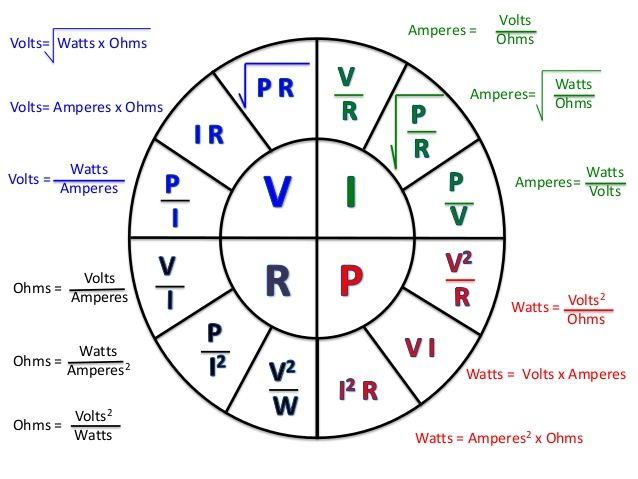 Volts=√Watts x Ohms
Volts= Amperes x Ohms
Volts = Watts
Amperes
Ohms = Volts
Amperes
Ohms = Watts
Amperes²
Ohms = Volts²
Watts
√P R
I R
P
I
V
I
P
I²
V²
W
V
I
R
P
V
R
√P
R
P
V
V²
R
V I
I² R
Amperes = Volts
Ohms
Amperes=√Watts
Ohms
Amperes= Watts
Volts
Watts = Volts²
Ohms
Watts = Volts x Amperes
Watts = Amperes² x Ohms